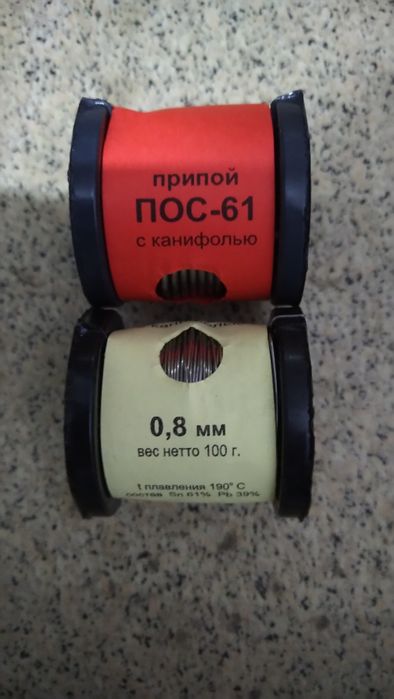 припой
ПОС-61
с канифолью
0,8 мм
вес нетто 100 г.
t плавления 190° С
состав Sn 61% Pb 39%